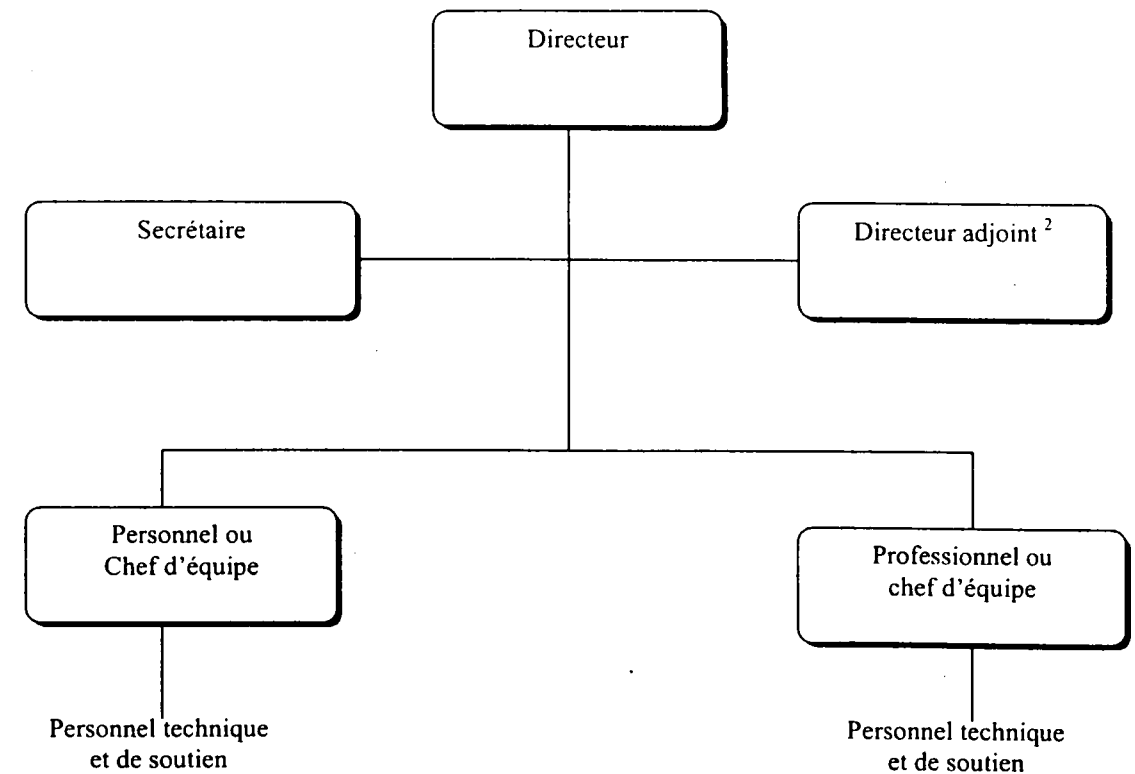 Directeur
Secrétaire
Directeur adjoint 2
Personnel ou
Chef d'équipe
Professionnel ou
chef d'équipe
Personnel technique
et de soutien
Personnel technique
et de soutien